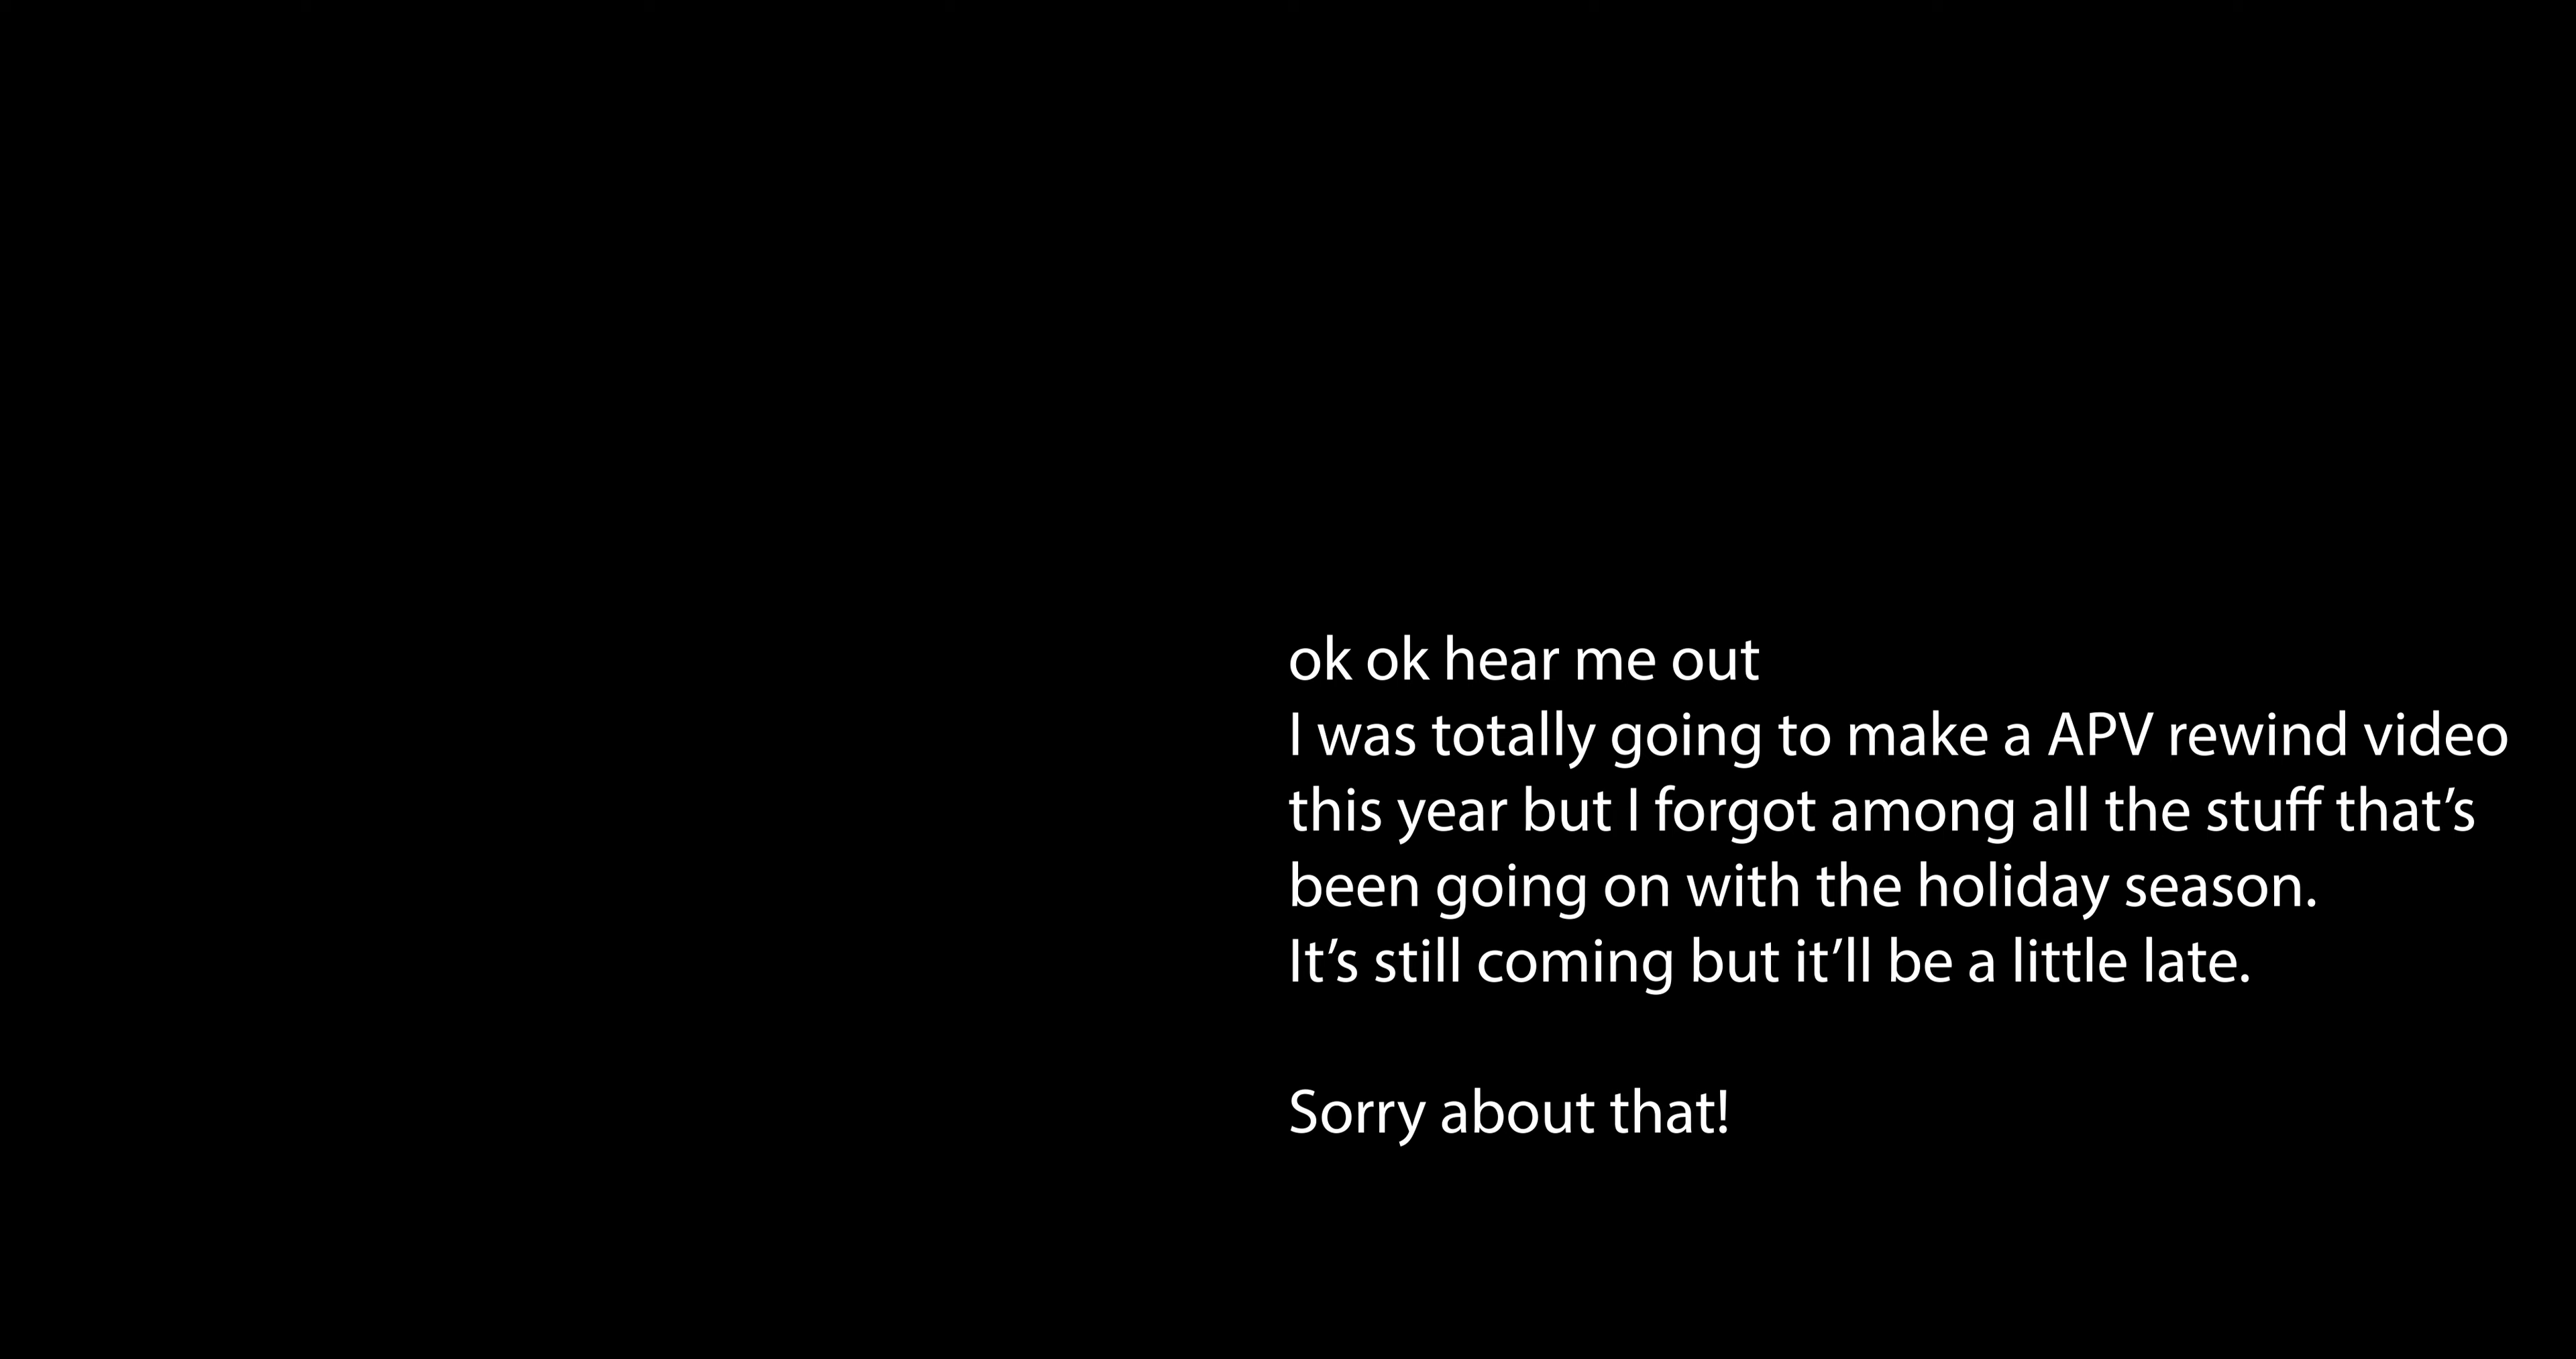 ok ok hear me out
I was totally going to make a APV rewind video
this year but I forgot among all the stuff that’s
been going on with the holiday season.
It’s still coming but it’ll be a little late.
Sorry about that!